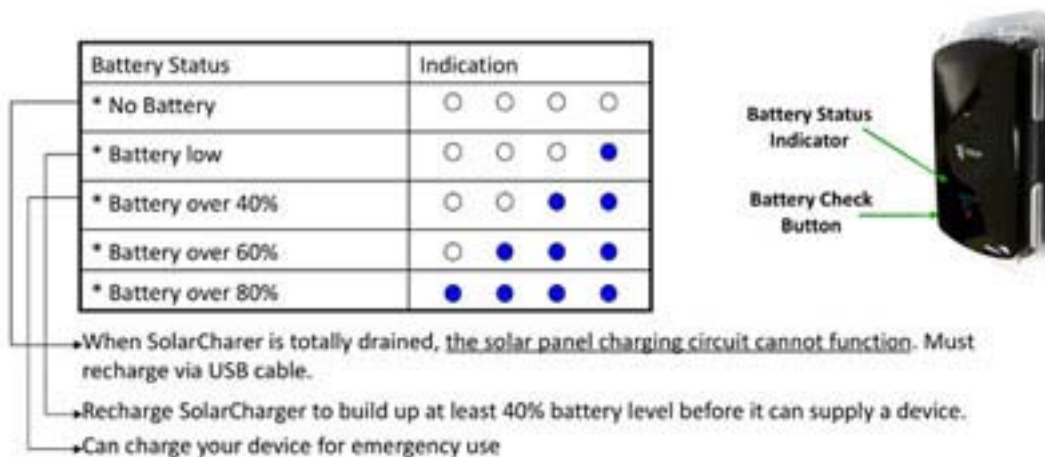 Battery Status Indication
* No Battery
* Battery low
* Battery over 40%
* Battery over 60%
* Battery over 80%
Battery Status
Indicator
Battery Check
Button
When SolarCharer is totally drained, the solar panel charging circuit cannot function. Must
recharge via USB cable.
Recharge SolarCharger to build up at least 40% battery level before it can supply a device.
Can charge your device for emergency use